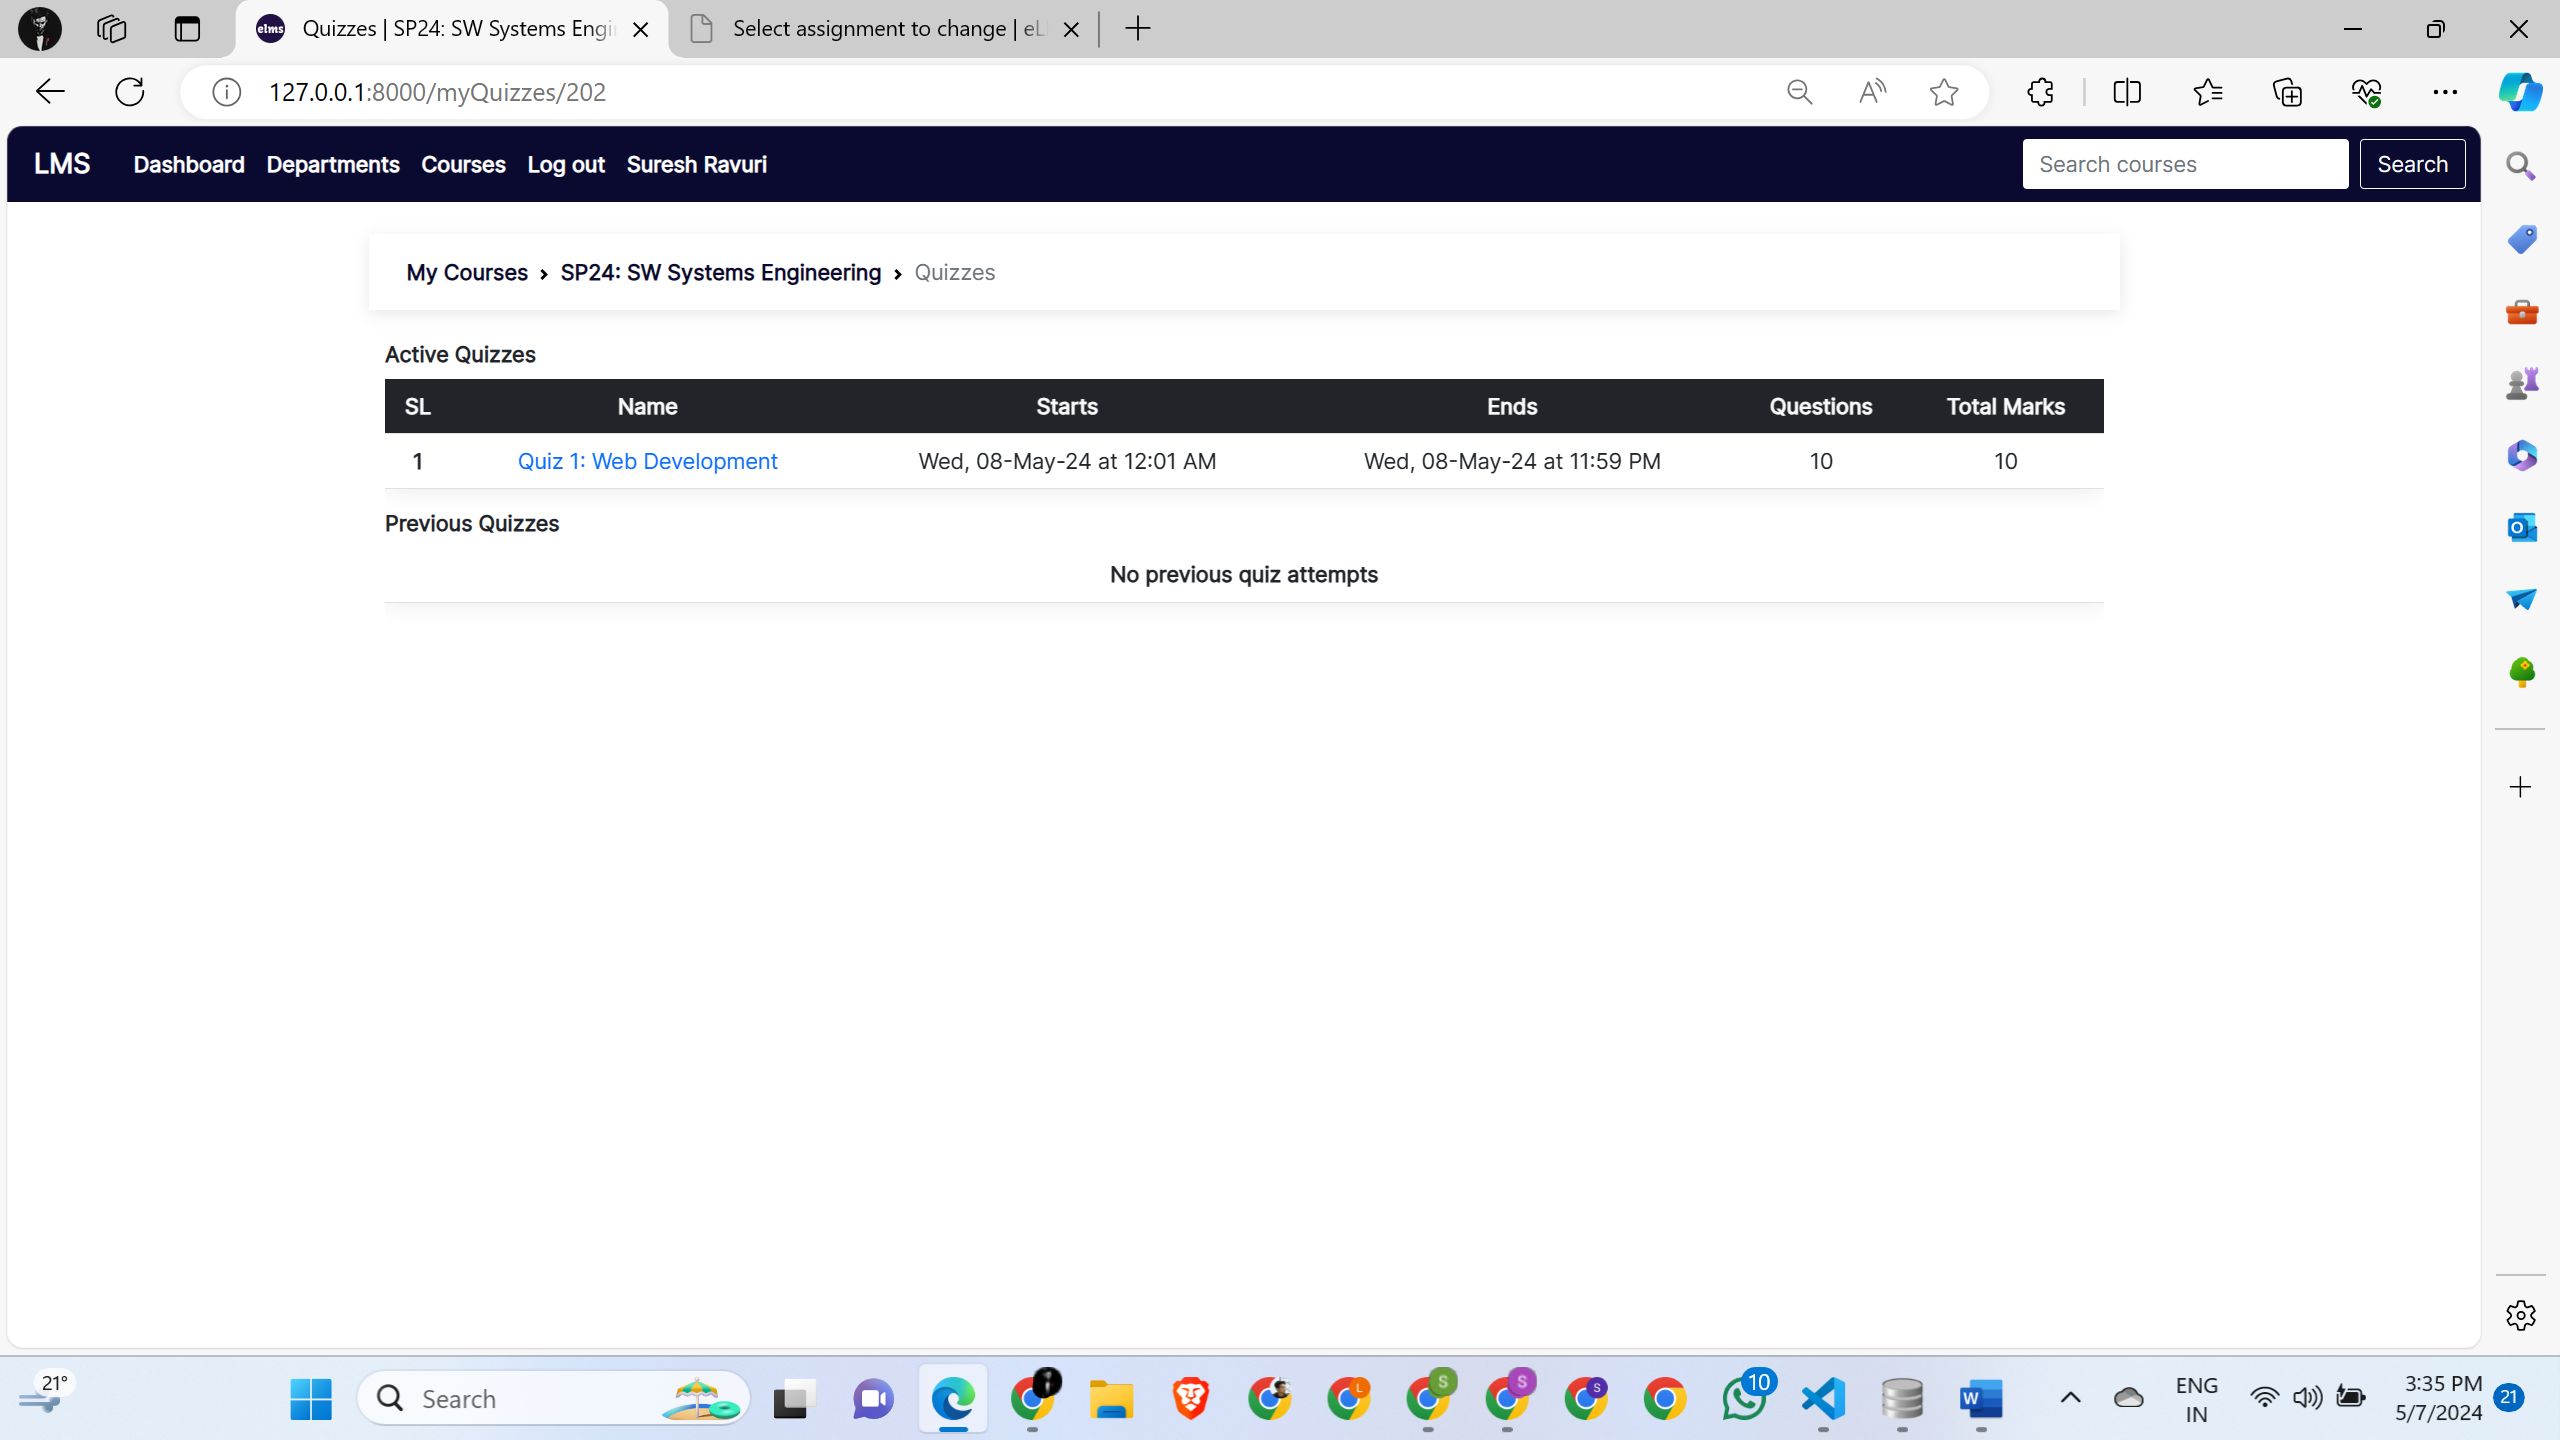 elms Quizzes | SP24: SW Systems Engi
Select assignment to change | eL
127.0.0.1:8000/myQuizzes/202
LMS Dashboard Departments Courses Log out Suresh Ravuri Search courses Search
My Courses › SP24: SW Systems Engineering › Quizzes
Active Quizzes
SL Name Starts Ends Questions Total Marks
1 Quiz 1: Web Development Wed, 08-May-24 at 12:01 AM Wed, 08-May-24 at 11:59 PM 10 10
Previous Quizzes
No previous quiz attempts
21°
Search
L
S
S
S
10
W
ENG
IN
3:35 PM
5/7/2024
21